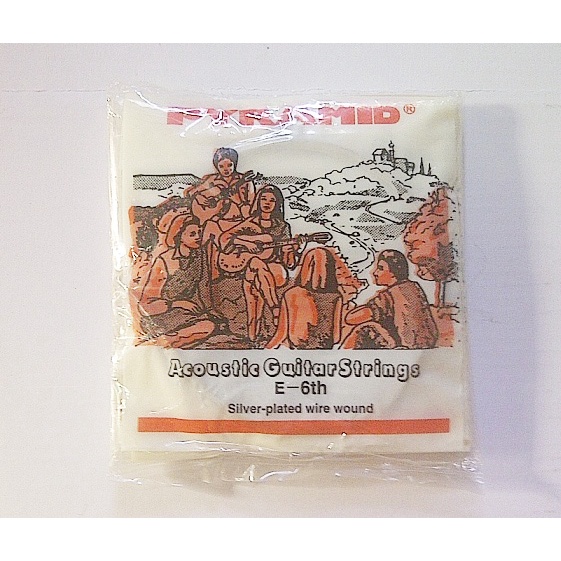 PYRAMID®
Acoustic Guitar Strings
E-6th
Silver-plated wire wound